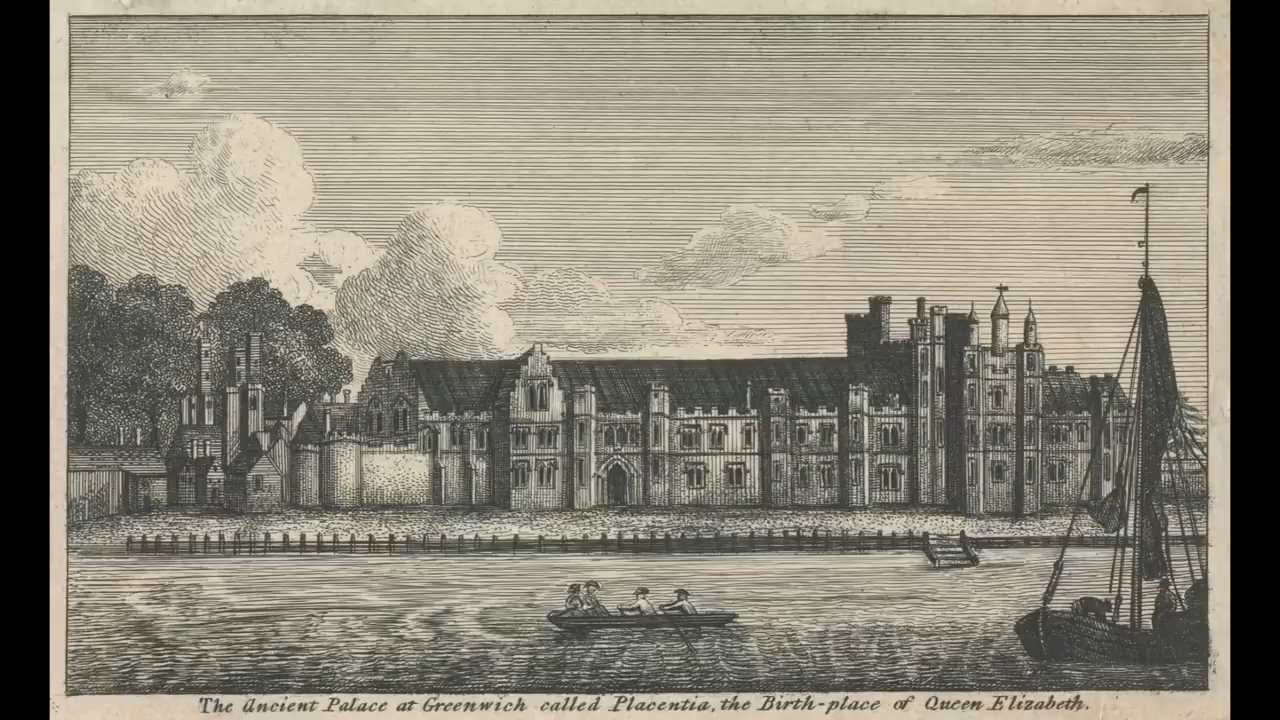 The Ancient Palace at Greenwich called Placentia, the Birth-place of Queen Elizabeth.